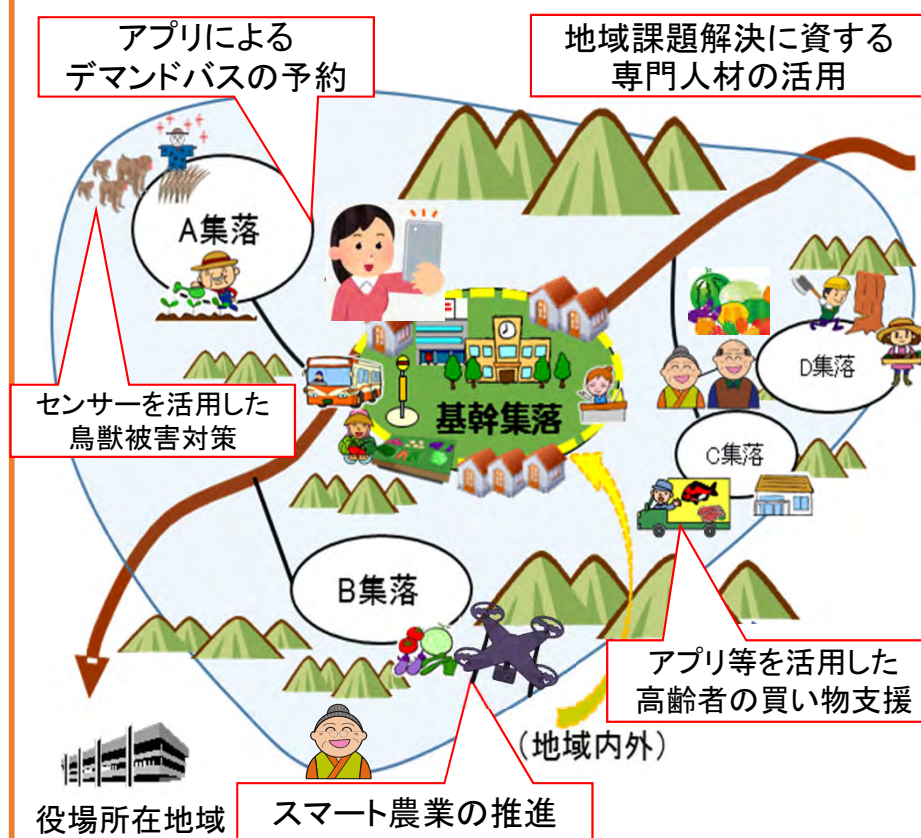 アプリによる
デマンドバスの予約
地域課題解決に資する
専門人材の活用
A集落
センサーを活用した
鳥獣被害対策
基幹集落
D集落
C集落
B集落
アプリ等を活用した
高齢者の買い物支援
（地域内外）
役場所在地域
スマート農業の推進